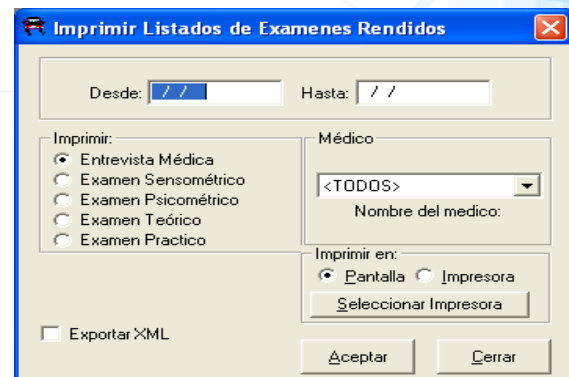 Imprimir Listados de Examenes Rendidos
Desde: / /
Hasta: / /
Imprimir:
Entrevista Médica
Examen Sensométrico
Examen Psicométrico
Examen Teórico
Examen Practico
Médico
<TODOS>
Nombre del medico:
Imprimir en:
Pantalla
Impresora
Seleccionar Impresora
Exportar XML
Aceptar
Cerrar